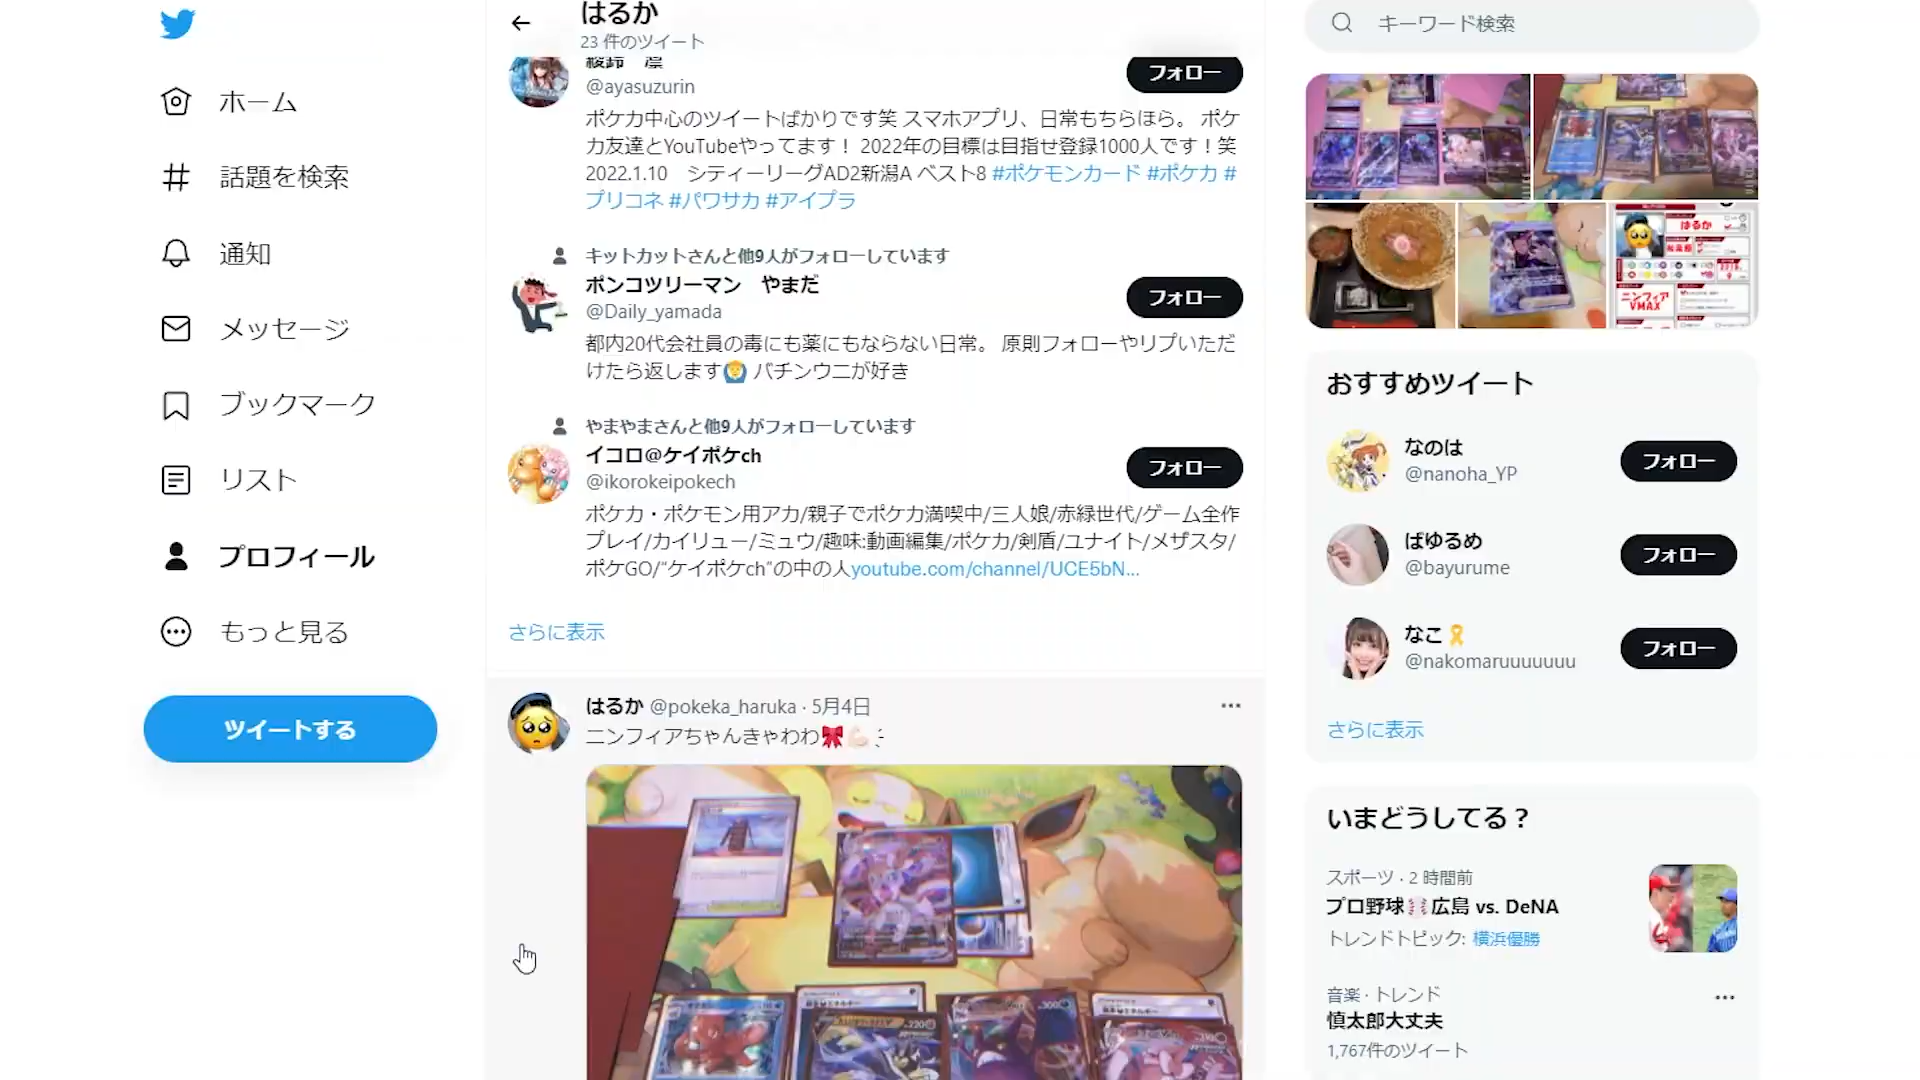 ホーム
話題を検索
通知
メッセージ
ブックマーク
リスト
プロフィール
もっと見る
ツイートする
はるか
23 件のツイート
綾鈴　凛
@ayasuzurin
フォロー
ポケカ中心のツイートばかりです笑 スマホアプリ、日常もちらほら。 ポケ
カ友達とYouTubeやってます！ 2022年の目標は目指せ登録1000人です！笑
2022.1.10　シティーリーグAD2新潟A ベスト8 #ポケモンカード #ポケカ #
プリコネ #パワサカ #アイプラ
キットカットさんと他9人がフォローしています
ポンコツリーマン　やまだ
@Daily_yamada
フォロー
都内20代会社員の毒にも薬にもならない日常。 原則フォローやリプいただ
けたら返します🙆‍♂️ バチンウニが好き
やまやまさんと他9人がフォローしています
イコロ@ケイポケch
@ikorokeipokech
フォロー
ポケカ・ポケモン用アカ/親子でポケカ満喫中/三人娘/赤緑世代/ゲーム全作
プレイ/カイリュー/ミュウ/趣味:動画編集/ポケカ/剣盾/ユナイト/メザスタ/
ポケGO/“ケイポケch”の中の人youtube.com/channel/UCE5bN...
さらに表示
はるか @pokeka_haruka · 5月4日
ニンフィアちゃんきゃわわ🎀💪🏻 ̖́-
キーワード検索
はるか
ニンフィア
VMAX
おすすめツイート
なのは
@nanoha_YP
フォロー
ばゆるめ
@bayurume
フォロー
なこ🎗
@nakomaruuuuuuu
フォロー
さらに表示
いまどうしてる？
スポーツ · 2 時間前
プロ野球⚾広島 vs. DeNA
トレンドトピック: 横浜優勝
音楽 · トレンド
慎太郎大丈夫
1,767件のツイート